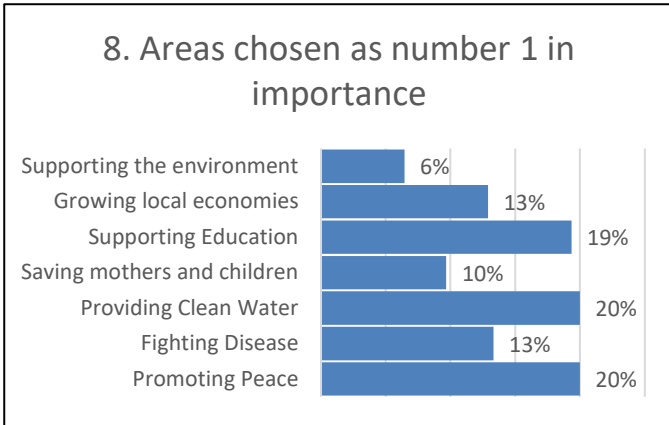 8. Areas chosen as number 1 in
importance
Supporting the environment 6%
Growing local economies 13%
Supporting Education 19%
Saving mothers and children 10%
Providing Clean Water 20%
Fighting Disease 13%
Promoting Peace 20%